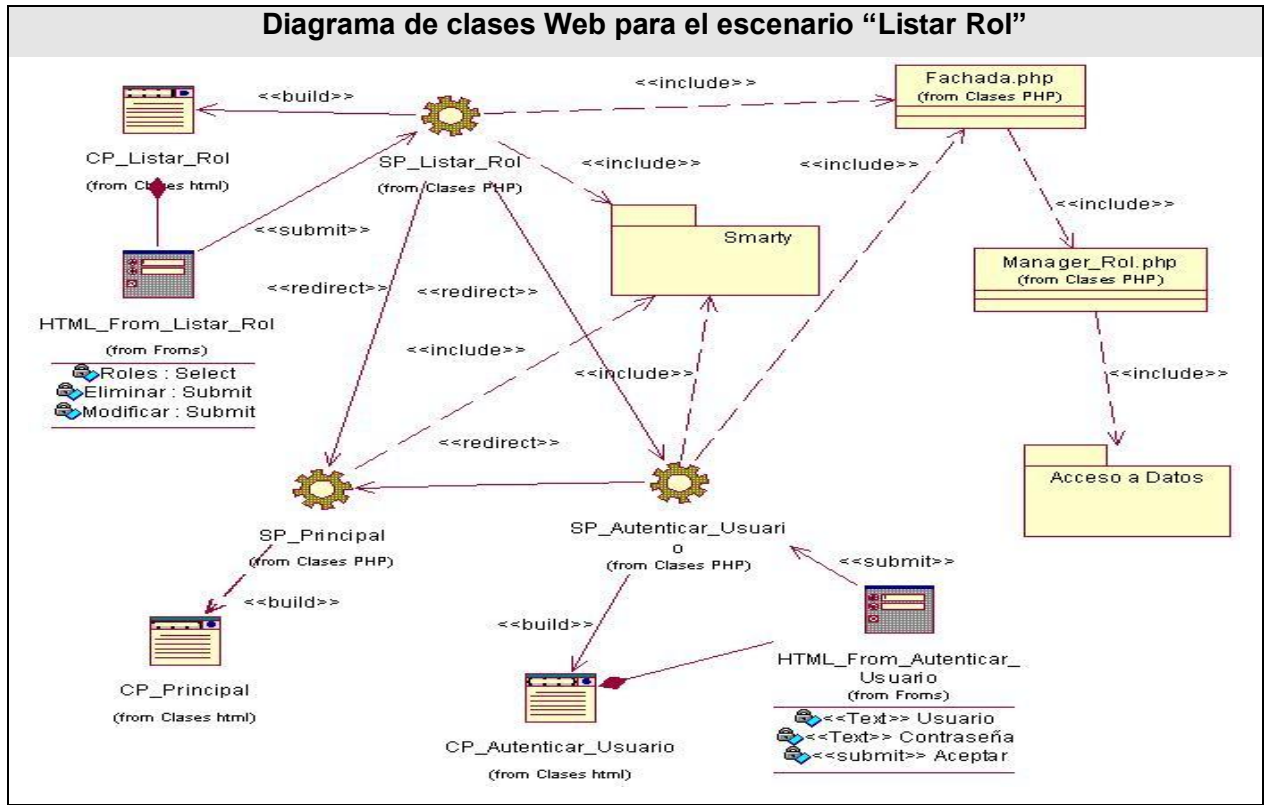 Diagrama de clases Web para el escenario “Listar Rol”
<<build>>
<<include>>
Fachada.php
(from Clases PHP)
CP_Listar_Rol
(from Clases html)
SP_Listar_Rol
(from Clases PHP)
<<include>>
<<include>>
<<include>>
<<submit>>
Smarty
Manager_Rol.php
(from Clases PHP)
<<redirect>>
<<redirect>>
HTML_From_Listar_Rol
(from Froms)
Roles : Select
Eliminar : Submit
Modificar : Submit
<<include>>
<<include>>
<<include>>
<<redirect>>
Acceso a Datos
SP_Principal
(from Clases PHP)
SP_Autenticar_Usuari
o
(from Clases PHP)
<<submit>>
<<build>>
<<build>>
CP_Principal
(from Clases html)
HTML_From_Autenticar_
Usuario
(from Froms)
<<Text>> Usuario
<<Text>> Contraseña
<<submit>> Aceptar
CP_Autenticar_Usuario
(from Clases html)